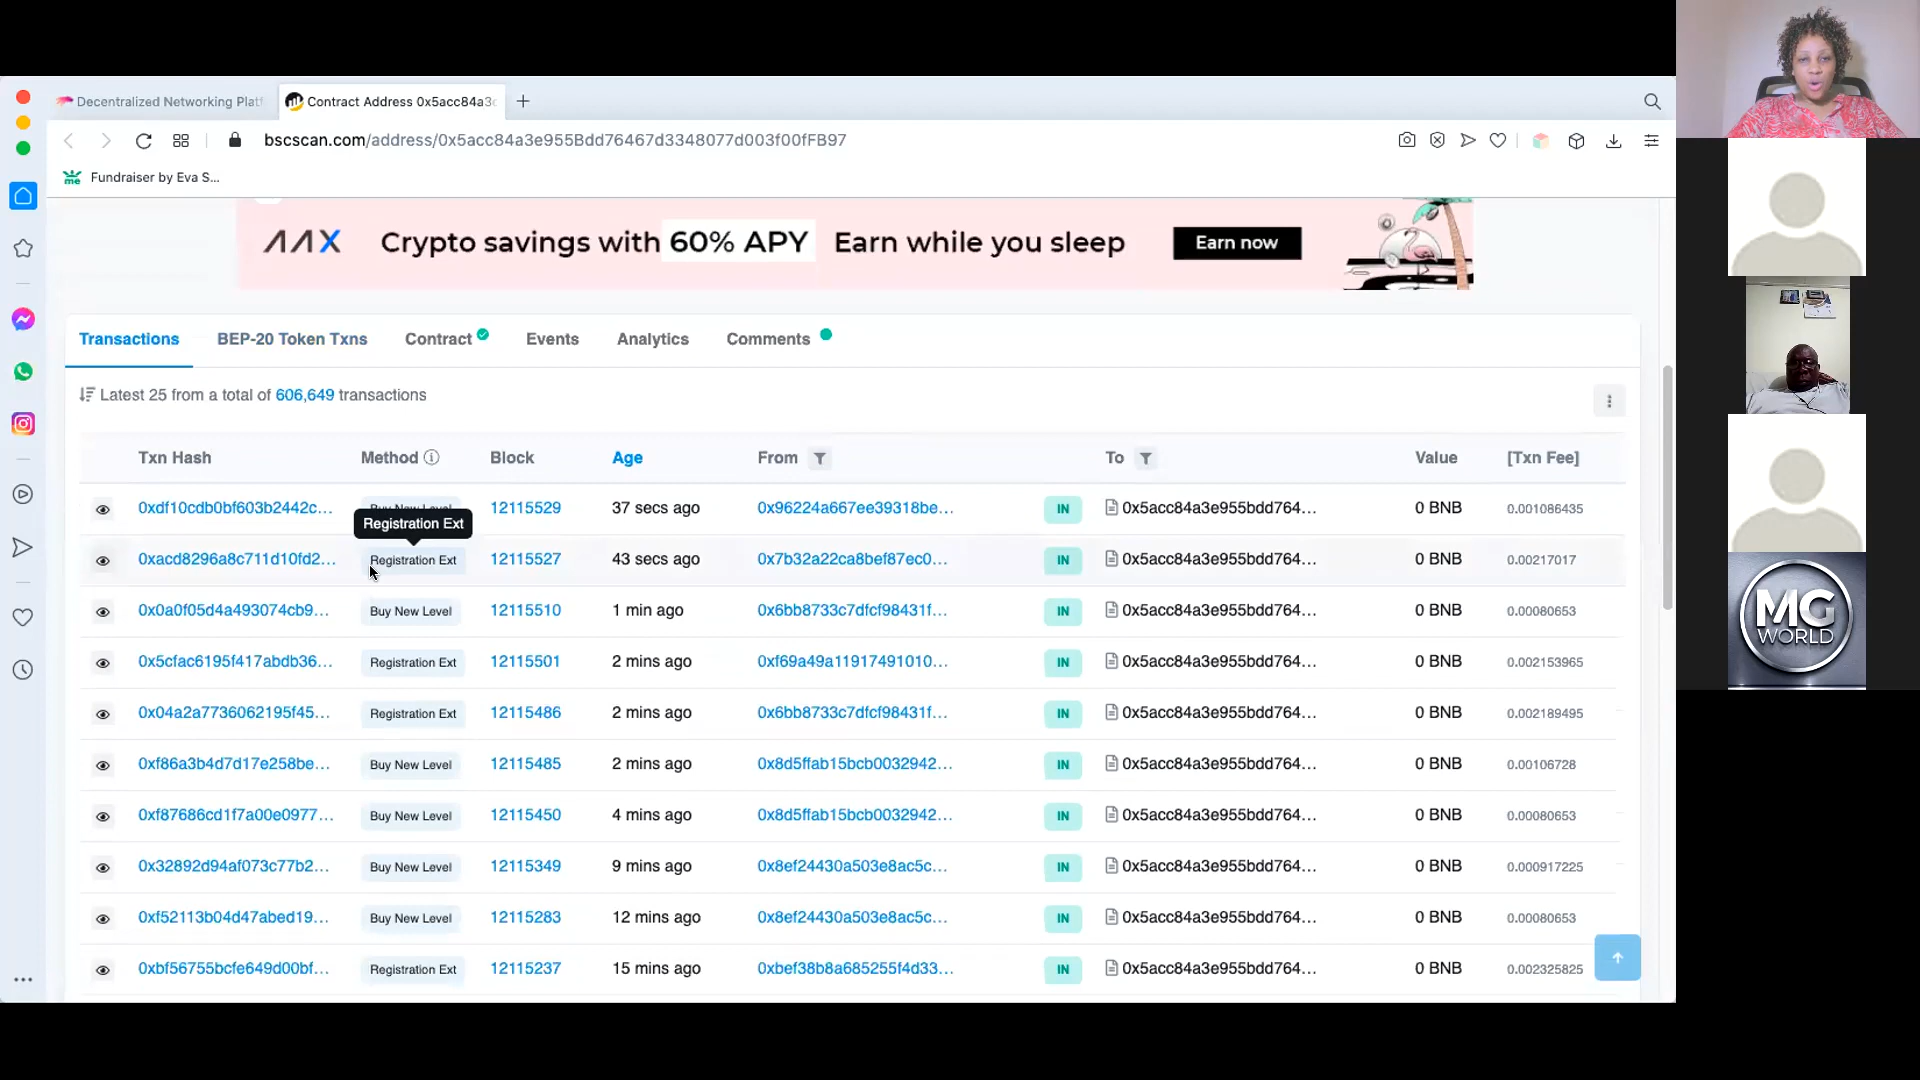 Decentralized Networking Platf
Contract Address 0x5acc84a3c
bscscan.com/address/0x5acc84a3e955Bdd76467d3348077d003f00fFB97
me
Fundraiser by Eva S...
AAX Crypto savings with 60% APY Earn while you sleep Earn now
Transactions BEP-20 Token Txns Contract Events Analytics Comments
Latest 25 from a total of 606,649 transactions
Txn Hash Method Block Age From To Value [Txn Fee]
0xdf10cdb0bf603b2442c... Buy New Level 12115529 37 secs ago 0x96224a667ee39318be... IN 0x5acc84a3e955bdd764... 0 BNB 0.001086435
Registration Ext
0xacd8296a8c711d10fd2... Registration Ext 12115527 43 secs ago 0x7b32a22ca8bef87ec0... IN 0x5acc84a3e955bdd764... 0 BNB 0.00217017
0x0a0f05d4a493074cb9... Buy New Level 12115510 1 min ago 0x6bb8733c7dfcf98431f... IN 0x5acc84a3e955bdd764... 0 BNB 0.00080653
0x5cfac6195f417abdb36... Registration Ext 12115501 2 mins ago 0xf69a49a11917491010... IN 0x5acc84a3e955bdd764... 0 BNB 0.002153965
0x04a2a7736062195f45... Registration Ext 12115486 2 mins ago 0x6bb8733c7dfcf98431f... IN 0x5acc84a3e955bdd764... 0 BNB 0.002189495
0xf86a3b4d7d17e258be... Buy New Level 12115485 2 mins ago 0x8d5ffab15bcb0032942... IN 0x5acc84a3e955bdd764... 0 BNB 0.00106728
0xf87686cd1f7a00e0977... Buy New Level 12115450 4 mins ago 0x8d5ffab15bcb0032942... IN 0x5acc84a3e955bdd764... 0 BNB 0.00080653
0x32892d94af073c77b2... Buy New Level 12115349 9 mins ago 0x8ef24430a503e8ac5c... IN 0x5acc84a3e955bdd764... 0 BNB 0.000917225
0xf52113b04d47abed19... Buy New Level 12115283 12 mins ago 0x8ef24430a503e8ac5c... IN 0x5acc84a3e955bdd764... 0 BNB 0.00080653
0xbf56755bcfe649d00bf... Registration Ext 12115237 15 mins ago 0xbef38b8a685255f4d33... IN 0x5acc84a3e955bdd764... 0 BNB 0.002325825
MG
WORLD